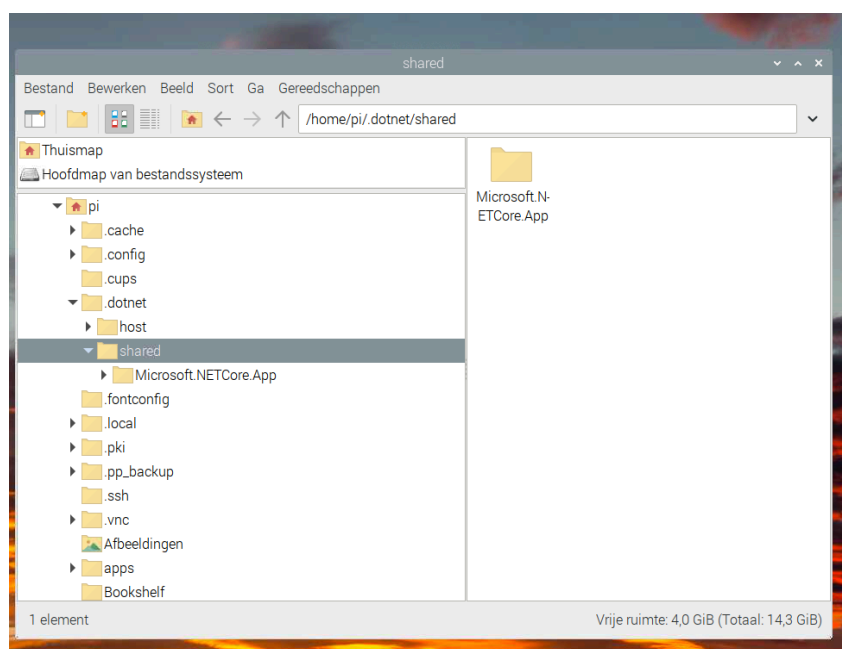 shared
Bestand Bewerken Beeld Sort Ga Gereedschappen
/home/pi/.dotnet/shared
Thuismap
Hoofdmap van bestandssysteem
pi
.cache
.config
.cups
.dotnet
host
shared
Microsoft.NETCore.App
.fontconfig
.local
.pki
.pp_backup
.ssh
.vnc
Afbeeldingen
apps
Bookshelf
Microsoft.N-
ETCore.App
1 element
Vrije ruimte: 4,0 GiB (Totaal: 14,3 GiB)